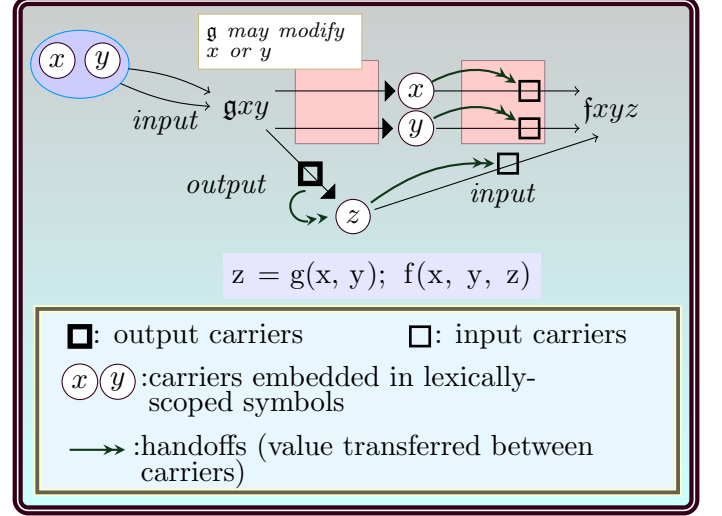 𝔤 may modify
x or y
x y
input
𝔤xy
x
y
𝔣xyz
output
z
input
z = g(x, y); f(x, y, z)
: output carriers
: input carriers
x y :carriers embedded in lexically-
scoped symbols
:handoffs (value transferred between
carriers)